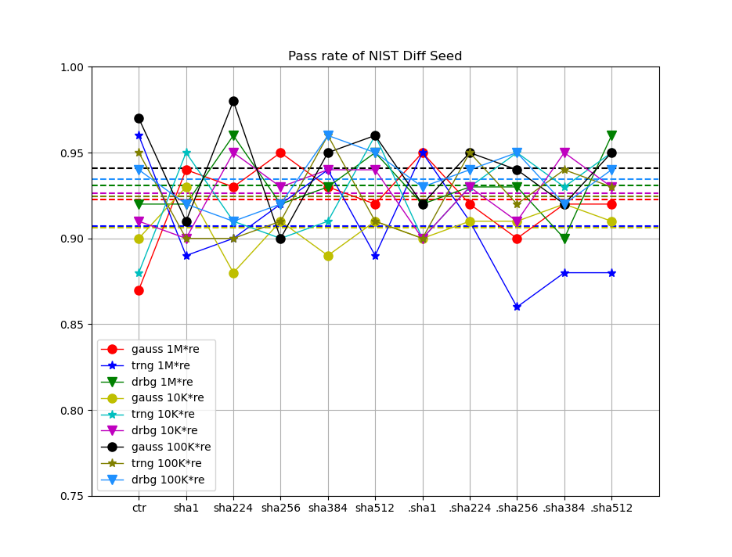 Pass rate of NIST Diff Seed
1.00
0.95
0.90
0.85
0.80
0.75
gauss 1M*re
trng 1M*re
drbg 1M*re
gauss 10K*re
trng 10K*re
drbg 10K*re
gauss 100K*re
trng 100K*re
drbg 100K*re
ctr sha1 sha224 sha256 sha384 sha512 .sha1 .sha224 .sha256 .sha384 .sha512